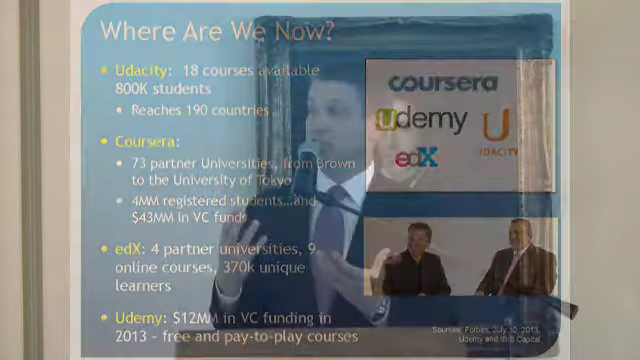 Where Are We Now?
Udacity: 18 courses available
800K students
Reaches 190 countries
Coursera:
73 partner Universities, from Brown
to the University of Tokyo
4MM registered students...and
$43MM in VC funds
edX: 4 partner universities, 9
online courses, 370k unique
learners
Udemy: $12MM in VC funding in
2013 – free and pay-to-play courses
coursera
udemy
U
UDACITY
edX
Sources: Forbes, July 10, 2013,
Udemy and IBIS Capital